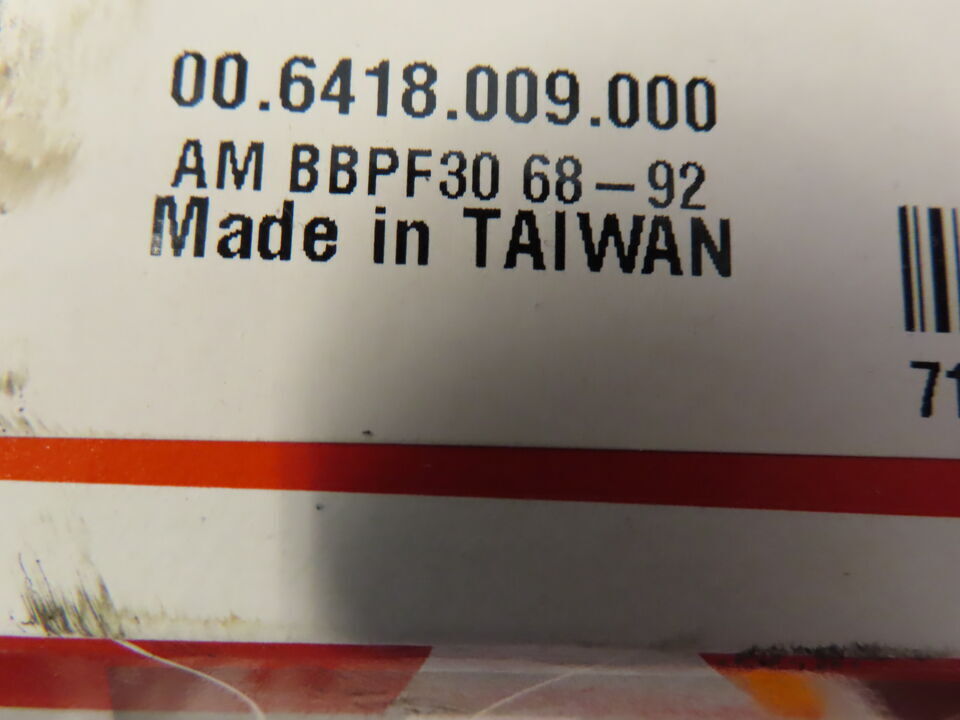 00.6418.009.000
AM BBPF30 68-92
Made in TAIWAN
71